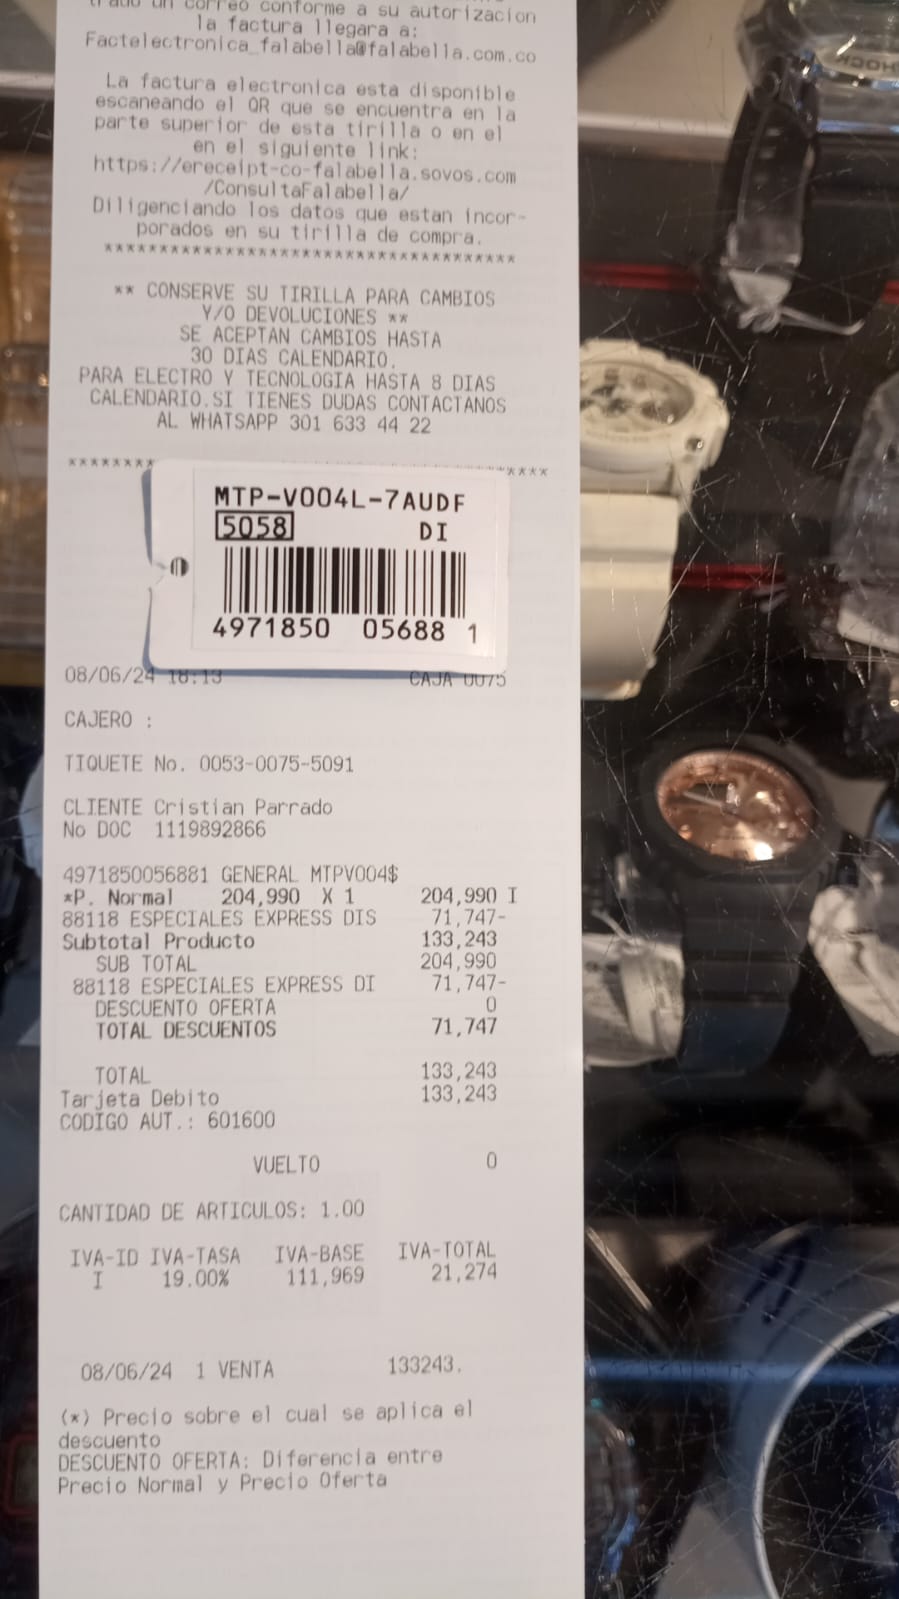 un correo conforme a su autorizacion
la factura llegara a:
Factelectronica_falabella@falabella.com.co
La factura electronica esta disponible
escaneando el QR que se encuentra en la
parte superior de esta tirilla o en el
en el siguiente link:
https://ereceipt-co-falabella.sovos.com
/ConsultaFalabella/
Diligenciando los datos que estan incor-
porados en su tirilla de compra.
** CONSERVE SU TIRILLA PARA CAMBIOS
Y/O DEVOLUCIONES **
SE ACEPTAN CAMBIOS HASTA
30 DIAS CALENDARIO.
PARA ELECTRO Y TECNOLOGIA HASTA 8 DIAS
CALENDARIO.SI TIENES DUDAS CONTACTANOS
AL WHATSAPP 301 633 44 22
MTP-V004L-7AUDF
5058 DI
4971850 05688 1
08/06/24 18:13 CAJA 0075
CAJERO :
TIQUETE No. 0053-0075-5091
CLIENTE Cristian Parrado
No DOC 1119892866
4971850056881 GENERAL MTPV004$
*P. Normal 204,990 X 1 204,990 I
88118 ESPECIALES EXPRESS DIS 71,747-
Subtotal Producto 133,243
SUB TOTAL 204,990
88118 ESPECIALES EXPRESS DI 71,747-
DESCUENTO OFERTA 0
TOTAL DESCUENTOS 71,747
TOTAL 133,243
Tarjeta Debito 133,243
CODIGO AUT.: 601600
VUELTO 0
CANTIDAD DE ARTICULOS: 1.00
IVA-ID IVA-TASA IVA-BASE IVA-TOTAL
I 19.00% 111,969 21,274
08/06/24 1 VENTA 133243.
(*) Precio sobre el cual se aplica el
descuento
DESCUENTO OFERTA: Diferencia entre
Precio Normal y Precio Oferta